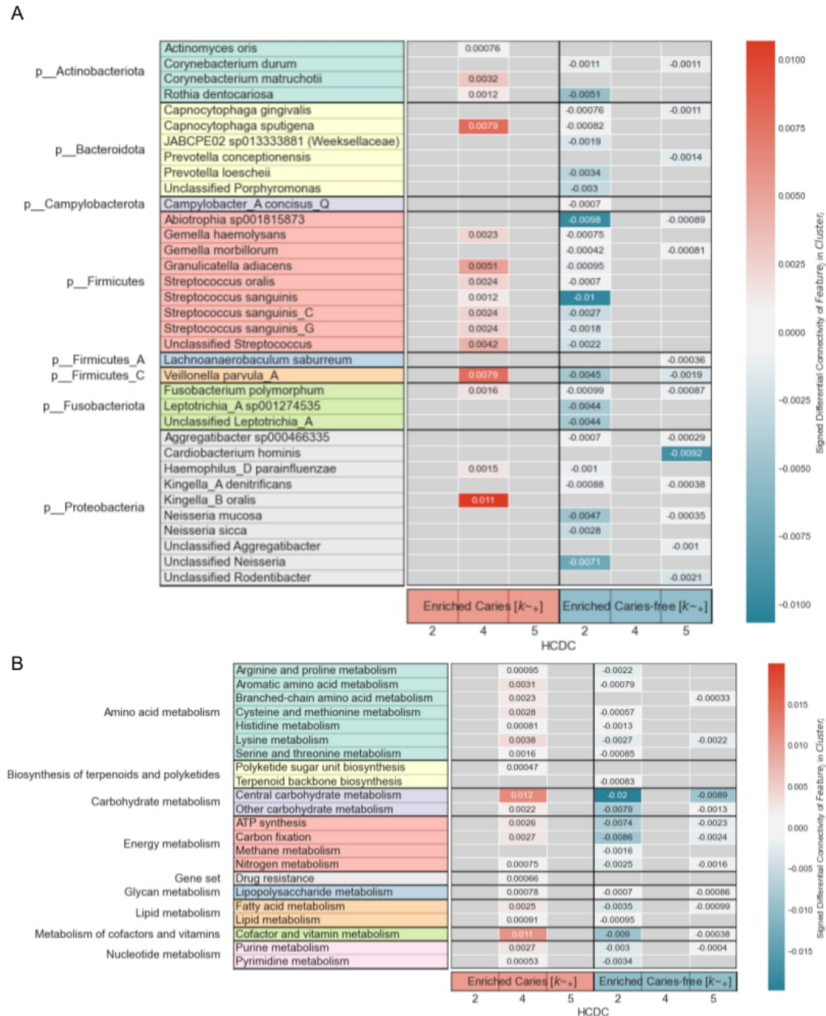 A
Actinomyces oris 0.00076
p__Actinobacteriota
Corynebacterium durum -0.0011 -0.0011
Corynebacterium matruchotii 0.0032
Rothia dentocariosa 0.0012 -0.0051
p__Bacteroidota
Capnocytophaga gingivalis -0.00076 -0.0011
Capnocytophaga sputigena 0.0079 -0.00082
JABCPE02 sp013333881 (Weeksellaceae) -0.0019
Prevotella conceptionensis -0.0014
Prevotella loescheii -0.0034
Unclassified Porphyromonas -0.003
p__Campylobacterota Campylobacter_A concisus_Q -0.0007
p__Firmicutes
Abiotrophia sp001815873 -0.0098 -0.00089
Gemella haemolysans 0.0023 -0.00075
Gemella morbillorum -0.00042 -0.00081
Granulicatella adiacens 0.0051 -0.00095
Streptococcus oralis 0.0024 -0.0007
Streptococcus sanguinis 0.0012 -0.01
Streptococcus sanguinis_C 0.0024 -0.0027
Streptococcus sanguinis_G 0.0024 -0.0018
Unclassified Streptococcus 0.0042 -0.0022
p__Firmicutes_A Lachnoanaerobaculum saburreum -0.00036
p__Firmicutes_C Veillonella parvula_A 0.0079 -0.0045 -0.0019
p__Fusobacteriota
Fusobacterium polymorphum 0.0016 -0.00099 -0.00087
Leptotrichia_A sp001274535 -0.0044
Unclassified Leptotrichia_A -0.0044
p__Proteobacteria
Aggregatibacter sp000466335 -0.0007 -0.00029
Cardiobacterium hominis -0.0092
Haemophilus_D parainfluenzae 0.0015 -0.001
Kingella_A denitrificans -0.00088 -0.00038
Kingella_B oralis 0.011
Neisseria mucosa -0.0047 -0.00035
Neisseria sicca -0.0028
Unclassified Aggregatibacter -0.001
Unclassified Neisseria -0.0071
Unclassified Rodentibacter -0.0021
Enriched Caries [k~+] Enriched Caries-free [k~+]
2 4 5 2 4 5
HCDC
0.0100
0.0075
0.0050
0.0025
0.0000
−0.0025
−0.0050
−0.0075
−0.0100
Signed Differential Connectivity of Featurej in Clusteri
B
Amino acid metabolism
Arginine and proline metabolism 0.00095 -0.0022
Aromatic amino acid metabolism 0.0031 -0.00079
Branched-chain amino acid metabolism 0.0023 -0.00033
Cysteine and methionine metabolism 0.0028 -0.00057
Histidine metabolism 0.00081 -0.0013
Lysine metabolism 0.0038 -0.0027 -0.0022
Serine and threonine metabolism 0.0016 -0.00085
Biosynthesis of terpenoids and polyketides
Polyketide sugar unit biosynthesis 0.00047
Terpenoid backbone biosynthesis -0.00083
Carbohydrate metabolism
Central carbohydrate metabolism 0.012 -0.02 -0.0089
Other carbohydrate metabolism 0.0022 -0.0079 -0.0013
Energy metabolism
ATP synthesis 0.0026 -0.0074 -0.0023
Carbon fixation 0.0027 -0.0086 -0.0024
Methane metabolism -0.0016
Nitrogen metabolism 0.00075 -0.0025 -0.0016
Gene set Drug resistance 0.00066
Glycan metabolism Lipopolysaccharide metabolism 0.00078 -0.0007 -0.00086
Lipid metabolism
Fatty acid metabolism 0.0025 -0.0035 -0.00099
Lipid metabolism 0.00091 -0.00095
Metabolism of cofactors and vitamins Cofactor and vitamin metabolism 0.011 -0.009 -0.00038
Nucleotide metabolism
Purine metabolism 0.0027 -0.003 -0.0004
Pyrimidine metabolism 0.00053 -0.0034
Enriched Caries [k~+] Enriched Caries-free [k~+]
2 4 5 2 4 5
HCDC
0.015
0.010
0.005
0.000
−0.005
−0.010
−0.015
Signed Differential Connectivity of Featurej in Clusteri